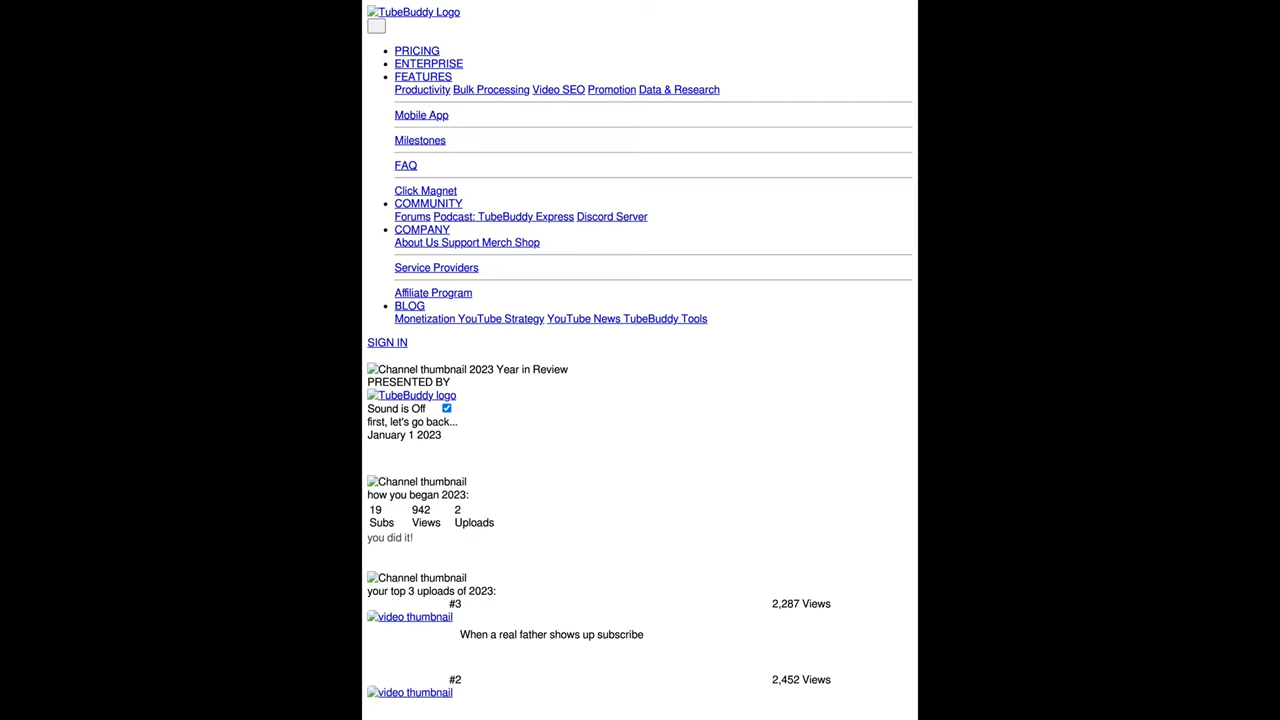 TubeBuddy Logo
PRICING
ENTERPRISE
FEATURES
Productivity Bulk Processing Video SEO Promotion Data & Research
Mobile App
Milestones
FAQ
Click Magnet
COMMUNITY
Forums Podcast: TubeBuddy Express Discord Server
COMPANY
About Us Support Merch Shop
Service Providers
Affiliate Program
BLOG
Monetization YouTube Strategy YouTube News TubeBuddy Tools
SIGN IN
Channel thumbnail 2023 Year in Review
PRESENTED BY
TubeBuddy logo
Sound is Off
first, let's go back...
January 1 2023
Channel thumbnail
how you began 2023:
19 942 2
Subs Views Uploads
you did it!
Channel thumbnail
your top 3 uploads of 2023:
#3 2,287 Views
video thumbnail
When a real father shows up subscribe
#2 2,452 Views
video thumbnail